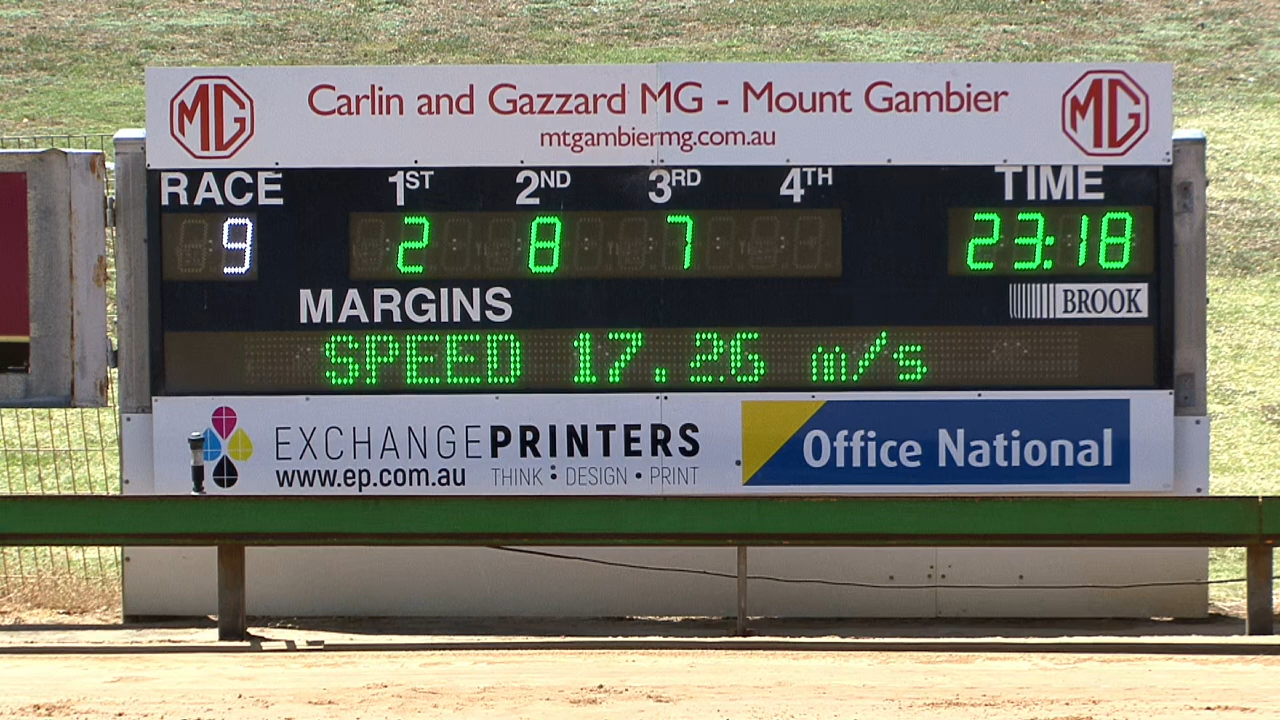 MG Carlin and Gazzard MG - Mount Gambier MG
mtgambiermg.com.au
RACE 1ST 2ND 3RD 4TH TIME
9 2 8 7 23:18
MARGINS BROOK
SPEED 17.26 m/s
EXCHANGEPRINTERS Office National
www.ep.com.au THINK : DESIGN • PRINT